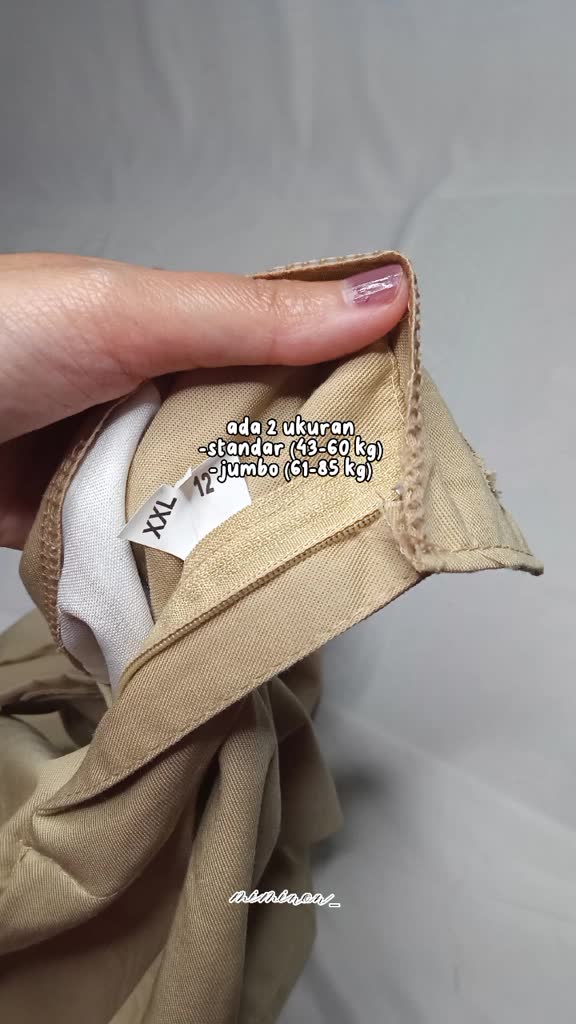 ada 2 ukuran
-standar (43-60 kg)
-jumbo (61-85 kg)
XXL
12